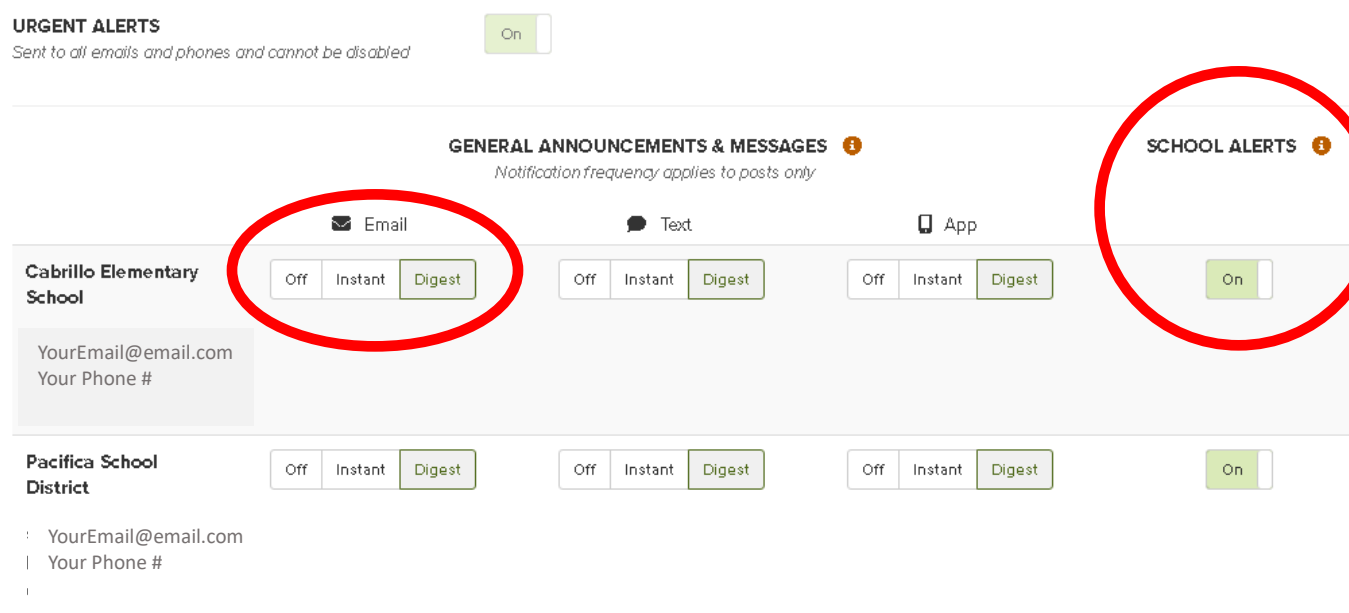 URGENT ALERTS
Sent to all emails and phones and cannot be disabled
On
GENERAL ANNOUNCEMENTS & MESSAGES
Notification frequency applies to posts only
SCHOOL ALERTS
Email
Text
App
Cabrillo Elementary
School
Off Instant Digest
Off Instant Digest
Off Instant Digest
On
YourEmail@email.com
Your Phone #
Pacifica School
District
Off Instant Digest
Off Instant Digest
Off Instant Digest
On
YourEmail@email.com
Your Phone #